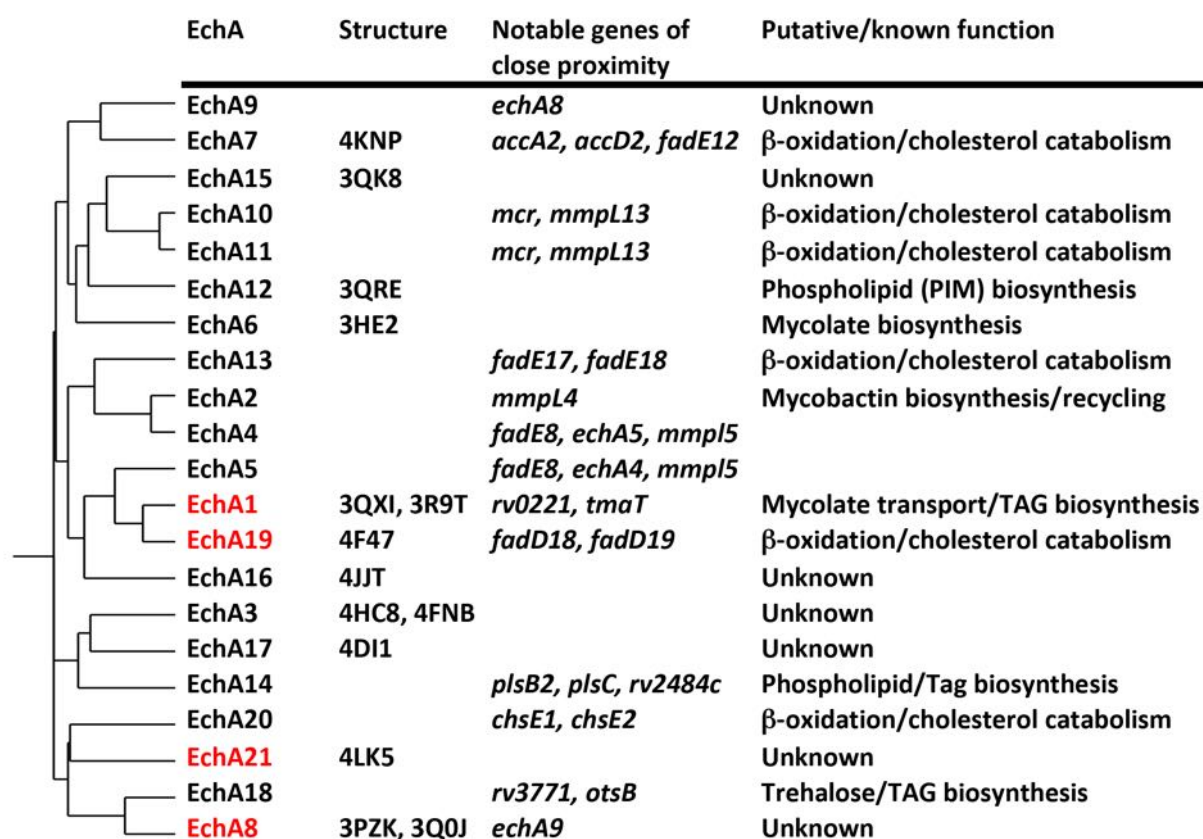 EchA Structure Notable genes of Putative/known function
close proximity
EchA9 echA8 Unknown
EchA7 4KNP accA2, accD2, fadE12 β-oxidation/cholesterol catabolism
EchA15 3QK8 Unknown
EchA10 mcr, mmpL13 β-oxidation/cholesterol catabolism
EchA11 mcr, mmpL13 β-oxidation/cholesterol catabolism
EchA12 3QRE Phospholipid (PIM) biosynthesis
EchA6 3HE2 Mycolate biosynthesis
EchA13 fadE17, fadE18 β-oxidation/cholesterol catabolism
EchA2 mmpL4 Mycobactin biosynthesis/recycling
EchA4 fadE8, echA5, mmpl5
EchA5 fadE8, echA4, mmpl5
EchA1 3QXI, 3R9T rv0221, tmaT Mycolate transport/TAG biosynthesis
EchA19 4F47 fadD18, fadD19 β-oxidation/cholesterol catabolism
EchA16 4JJT Unknown
EchA3 4HC8, 4FNB Unknown
EchA17 4DI1 Unknown
EchA14 plsB2, plsC, rv2484c Phospholipid/Tag biosynthesis
EchA20 chsE1, chsE2 β-oxidation/cholesterol catabolism
EchA21 4LK5 Unknown
EchA18 rv3771, otsB Trehalose/TAG biosynthesis
EchA8 3PZK, 3Q0J echA9 Unknown